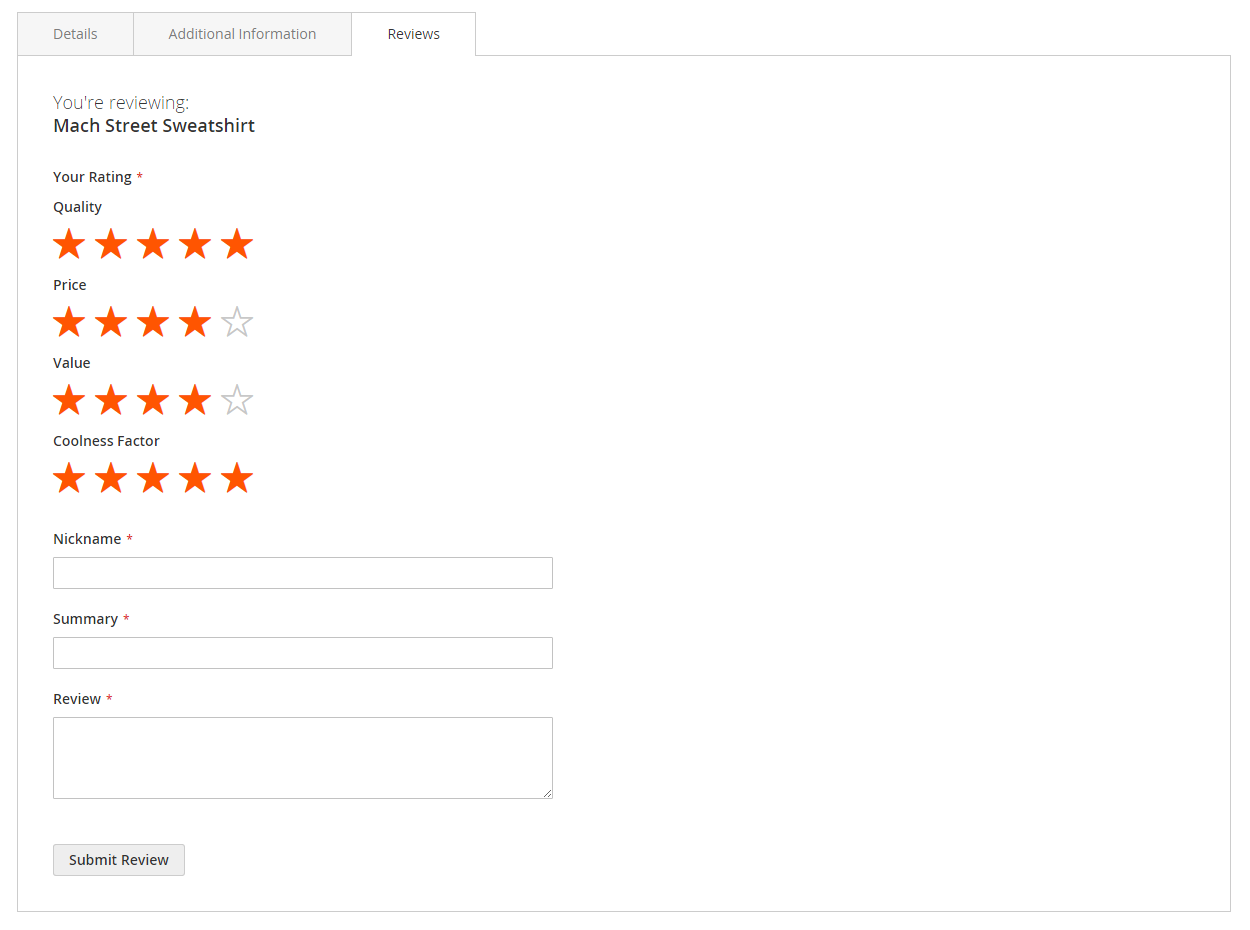 Details
Additional Information
Reviews
You're reviewing:
Mach Street Sweatshirt
Your Rating *
Quality
Price
Value
Coolness Factor
Nickname *
Summary *
Review *
Submit Review